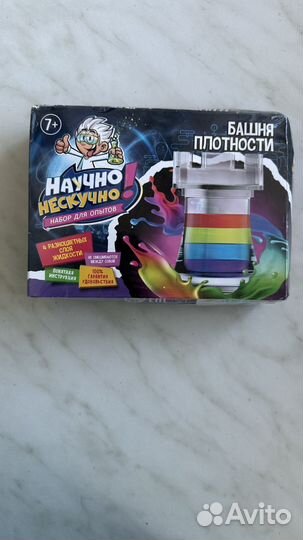 7+
БАШНЯ
ПЛОТНОСТИ
НАУЧНО
НЕСКУЧНО!
НАБОР ДЛЯ ОПЫТОВ
4 РАЗНОЦВЕТНЫХ
СЛОЯ
ЖИДКОСТИ
НЕ СМЕШИВАЮТСЯ
МЕЖДУ СОБОЙ
ПОНЯТНАЯ
ИНСТРУКЦИЯ
100%
ГАРАНТИЯ
УДОВОЛЬСТВИЯ
Avito